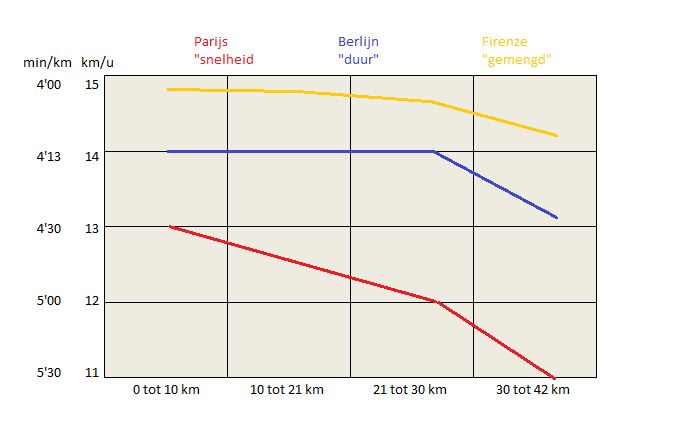 Parijs Berlijn Firenze
min/km km/u "snelheid "duur" "gemengd"
4'00 15
4'13 14
4'30 13
5'00 12
5'30 11
0 tot 10 km 10 tot 21 km 21 tot 30 km 30 tot 42 km